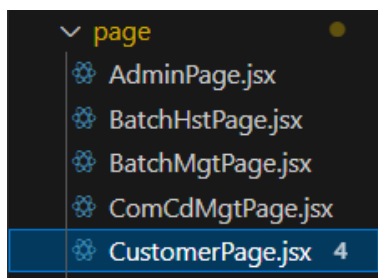 page
AdminPage.jsx
BatchHstPage.jsx
BatchMgtPage.jsx
ComCdMgtPage.jsx
CustomerPage.jsx 4